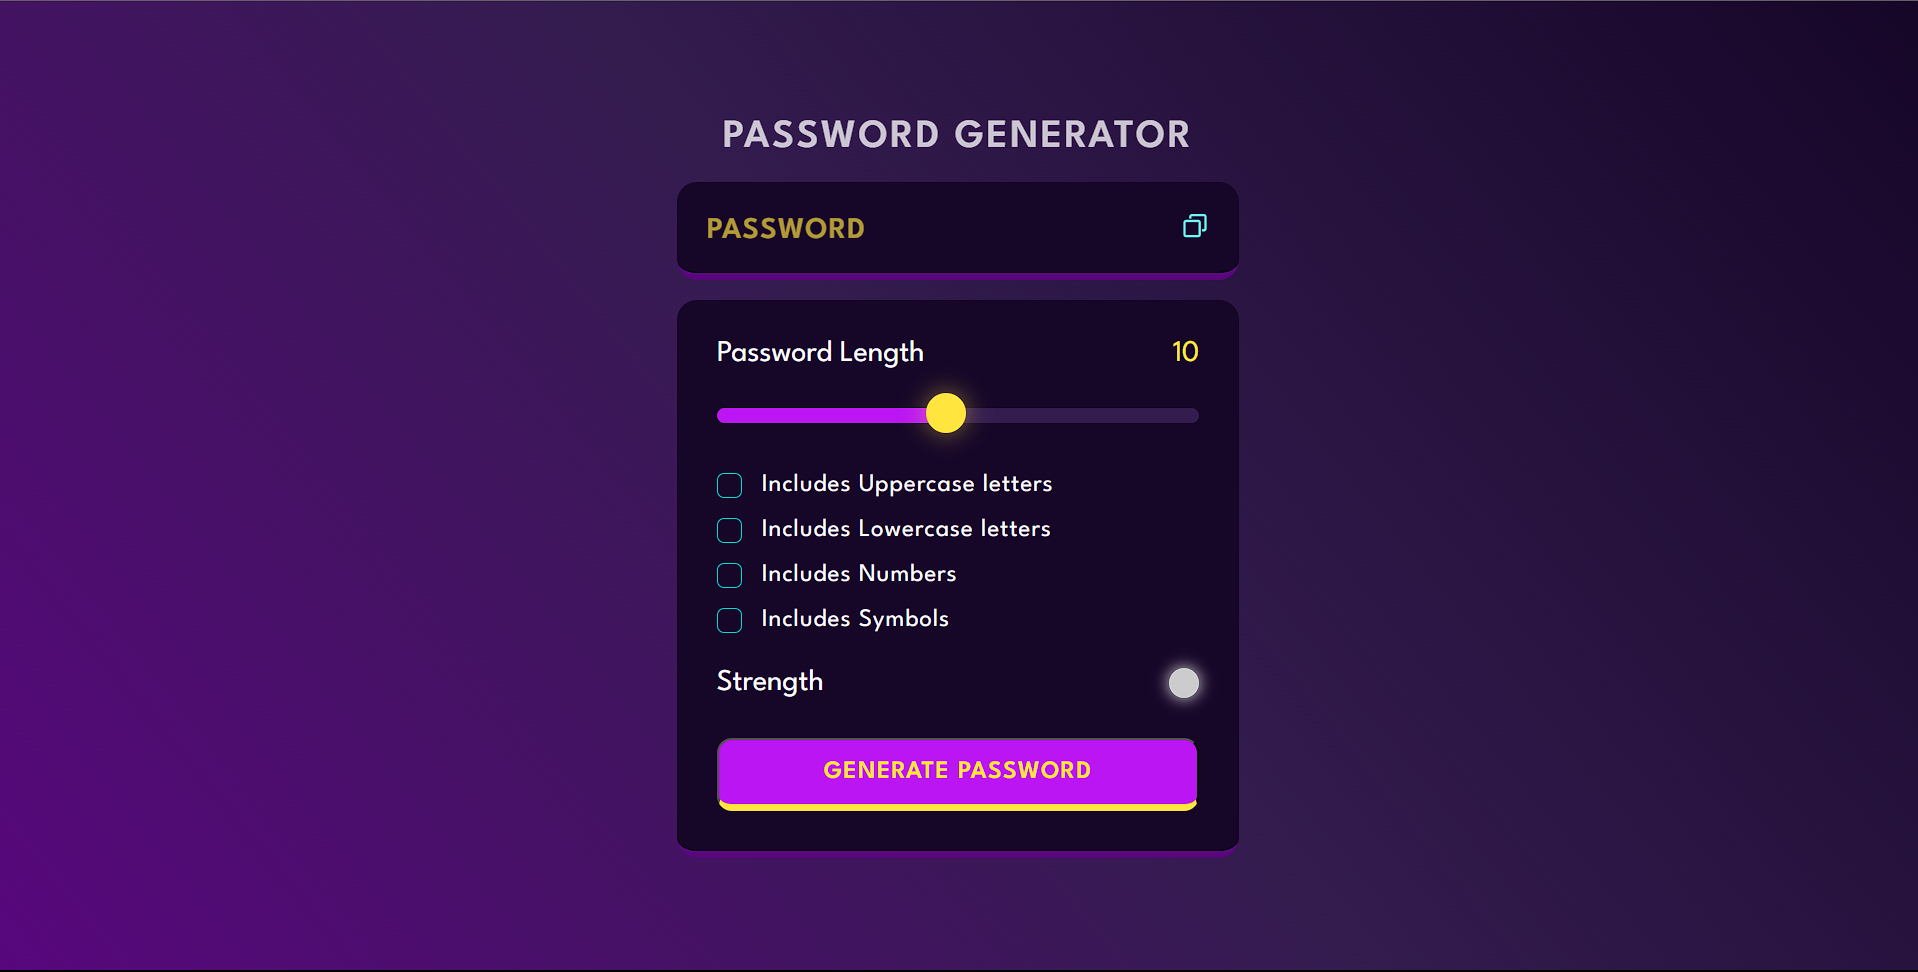 PASSWORD GENERATOR
PASSWORD
Password Length 10
Includes Uppercase letters
Includes Lowercase letters
Includes Numbers
Includes Symbols
Strength
GENERATE PASSWORD